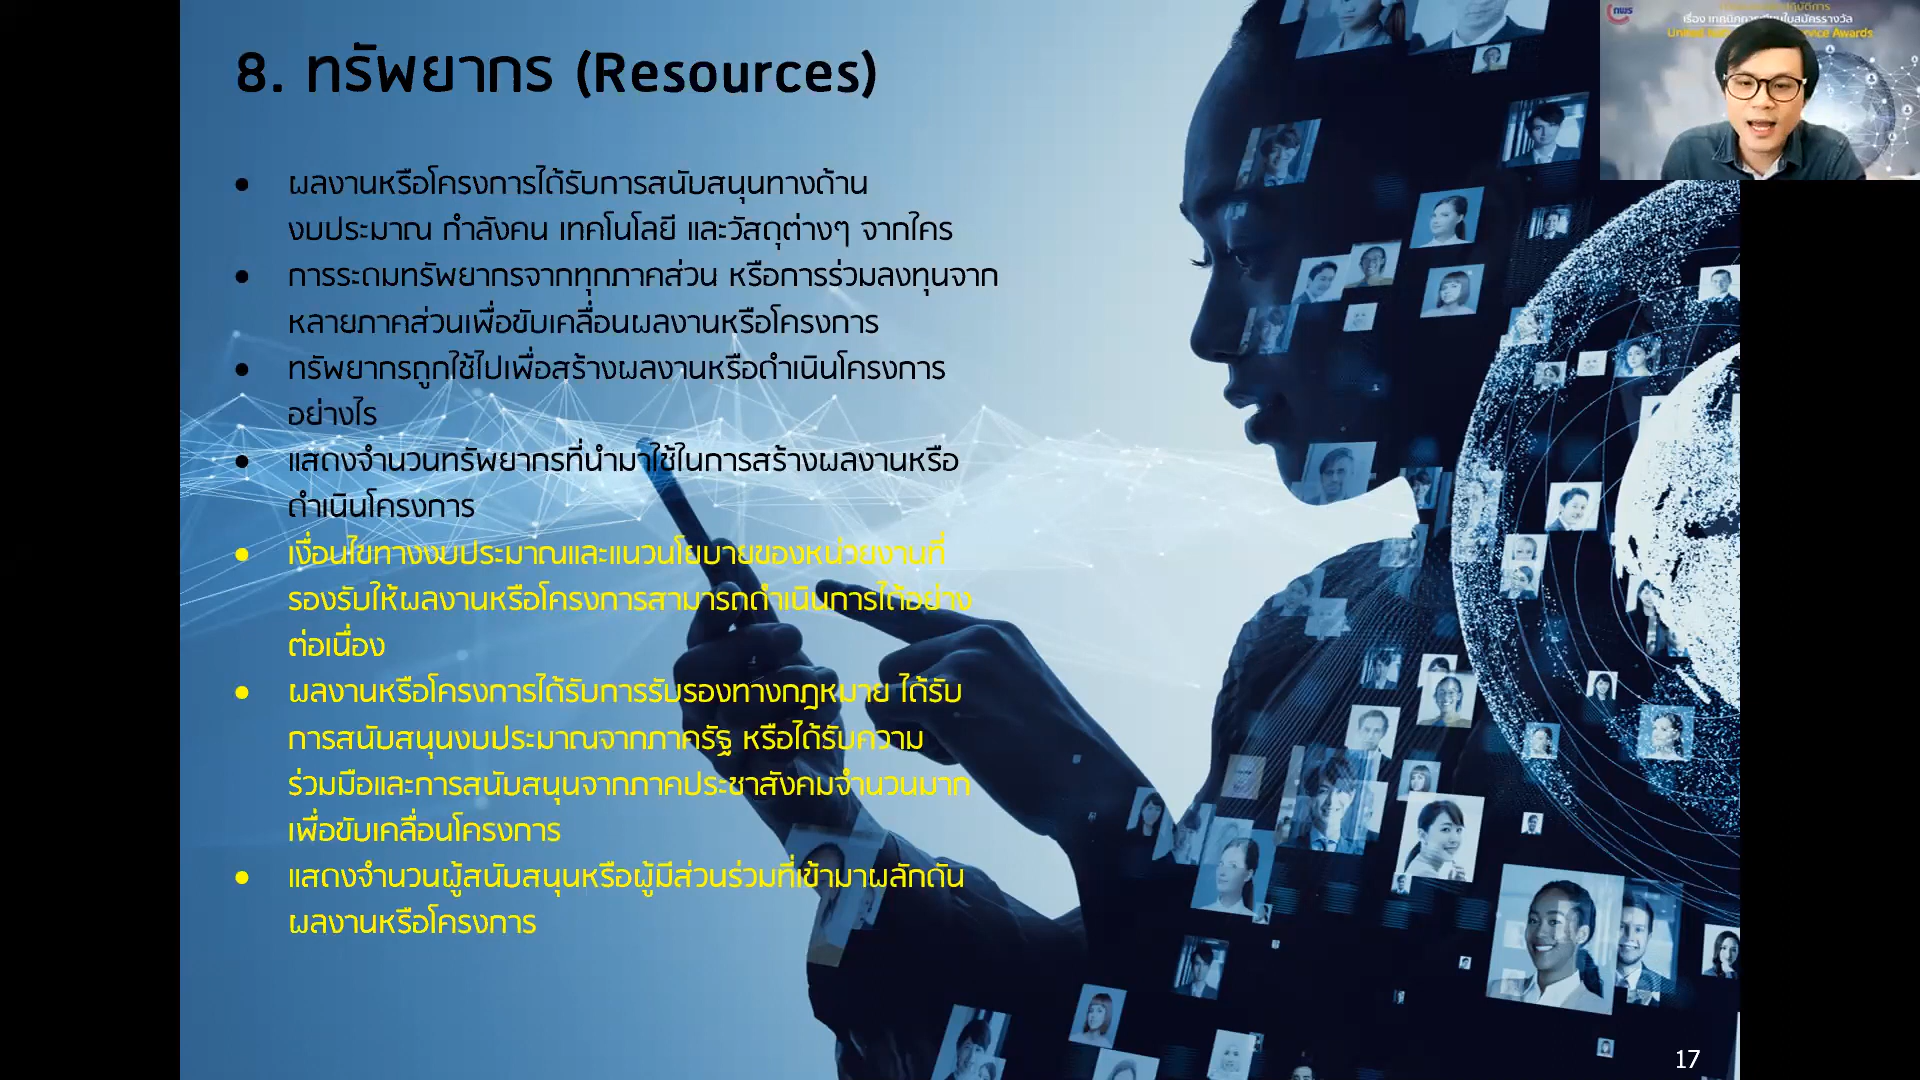 8. ทรัพยากร (Resources)
● ผลงานหรือโครงการได้รับการสนับสนุนทางด้าน
งบประมาณ กำลังคน เทคโนโลยี และวัสดุต่างๆ จากใคร
● การระดมทรัพยากรจากทุกภาคส่วน หรือการร่วมลงทุนจาก
หลายภาคส่วนเพื่อขับเคลื่อนผลงานหรือโครงการ
● ทรัพยากรถูกใช้ไปเพื่อสร้างผลงานหรือดำเนินโครงการ
อย่างไร
● แสดงจำนวนทรัพยากรที่นำมาใช้ในการสร้างผลงานหรือ
ดำเนินโครงการ
● เงื่อนไขทางงบประมาณและแนวนโยบายของหน่วยงานที่
รองรับให้ผลงานหรือโครงการสามารถดำเนินการได้อย่าง
ต่อเนื่อง
● ผลงานหรือโครงการได้รับการรับรองทางกฎหมาย ได้รับ
การสนับสนุนงบประมาณจากภาครัฐ หรือได้รับความ
ร่วมมือและการสนับสนุนจากภาคประชาสังคมจำนวนมาก
เพื่อขับเคลื่อนโครงการ
● แสดงจำนวนผู้สนับสนุนหรือผู้มีส่วนร่วมที่เข้ามาผลักดัน
ผลงานหรือโครงการ
17
กพร
เรื่อง เทคนิคการ
Awards